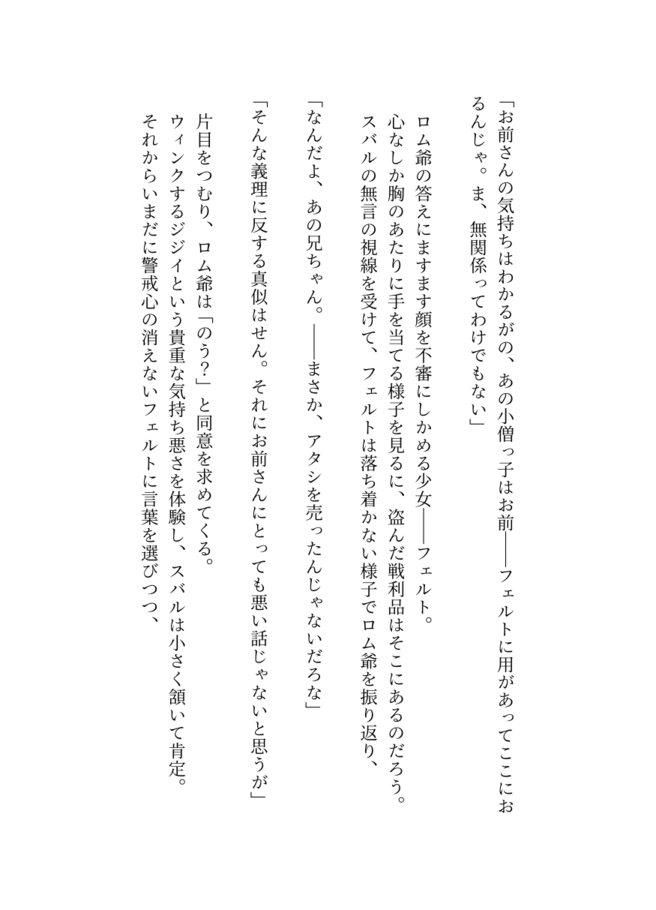 「お前さんの気持ちはわかるがの、あの小僧っ子はお前――フェルトに用があってここにお
るんじゃ。ま、無関係ってわけでもない」
ロム爺の答えにますます顔を不審にしかめる少女――フェルト。
心なしか胸のあたりに手を当てる様子を見るに、盗んだ戦利品はそこにあるのだろう。
スバルの無言の視線を受けて、フェルトは落ち着かない様子でロム爺を振り返り、
「なんだよ、あの兄ちゃん。――まさか、アタシを売ったんじゃないだろな」
「そんな義理に反する真似はせん。それにお前さんにとっても悪い話じゃないと思うが」
片目をつむり、ロム爺は「のう？」と同意を求めてくる。
ウィンクするジジイという貴重な気持ち悪さを体験し、スバルは小さく頷いて肯定。
それからいまだに警戒心の消えないフェルトに言葉を選びつつ、